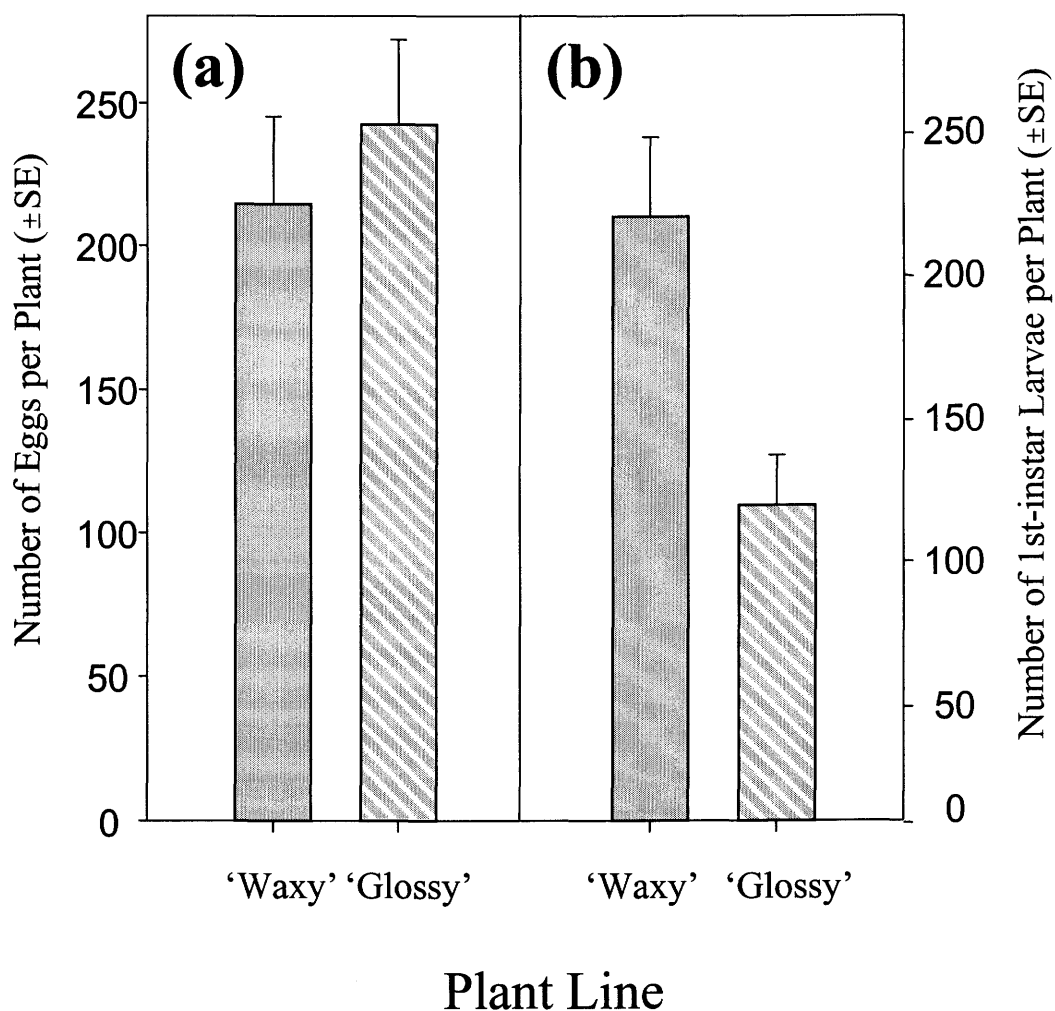 (a)
(b)
Number of Eggs per Plant (±SE)
250
200
150
100
50
0
250
200
150
100
50
0
Number of 1st-instar Larvae per Plant (±SE)
‘Waxy’ ‘Glossy’ ‘Waxy’ ‘Glossy’
Plant Line